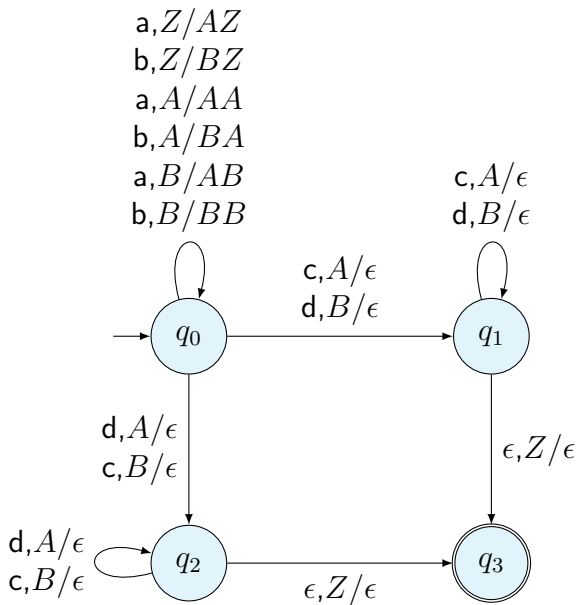 a,Z/AZ
b,Z/BZ
a,A/AA
b,A/BA
a,B/AB
b,B/BB
c,A/ϵ
d,B/ϵ
c,A/ϵ
d,B/ϵ
q₀
q₁
d,A/ϵ
c,B/ϵ
ϵ,Z/ϵ
d,A/ϵ
c,B/ϵ
q₂
ϵ,Z/ϵ
q₃